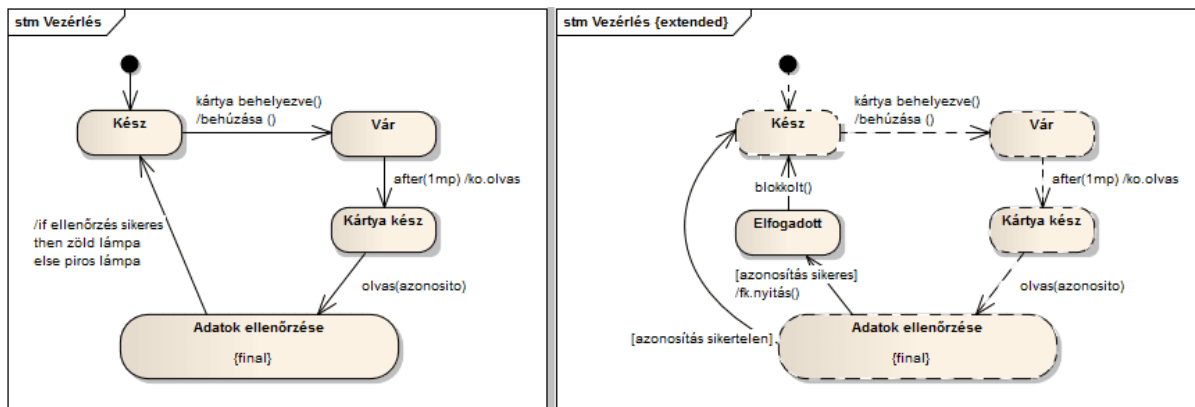 stm Vezérlés
kártya behelyezve()
/behúzása ()
Kész
Vár
after(1mp) /ko.olvas
Kártya kész
/if ellenőrzés sikeres
then zöld lámpa
else piros lámpa
olvas(azonosito)
Adatok ellenőrzése
{final}
stm Vezérlés {extended}
kártya behelyezve()
/behúzása ()
Kész
Vár
after(1mp) /ko.olvas
blokkolt()
Elfogadott
Kártya kész
[azonosítás sikeres]
/fk.nyitás()
olvas(azonosito)
Adatok ellenőrzése
[azonosítás sikertelen]
{final}